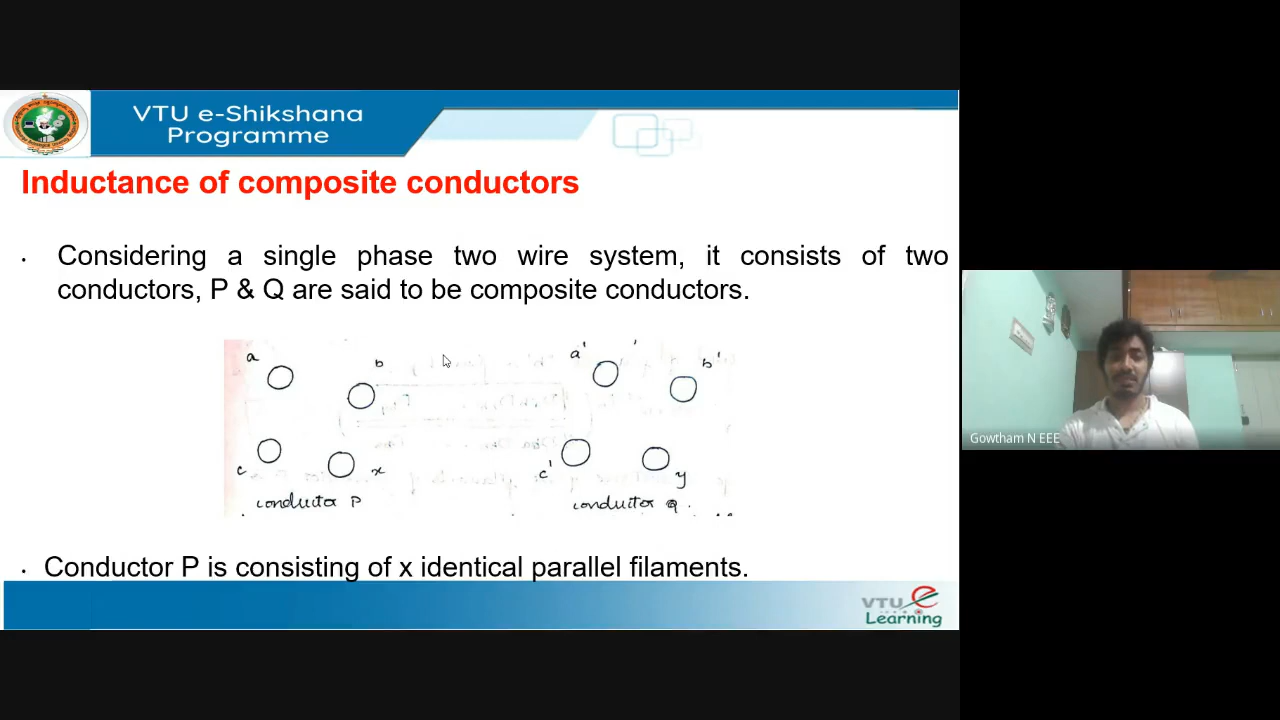 VTU e-Shikshana
Programme
Inductance of composite conductors
• Considering a single phase two wire system, it consists of two
conductors, P & Q are said to be composite conductors.
a b a' b'
c x c' y
conductor P conductor Q.
• Conductor P is consisting of x identical parallel filaments.
VTU e
Learning
Gowtham N EEE